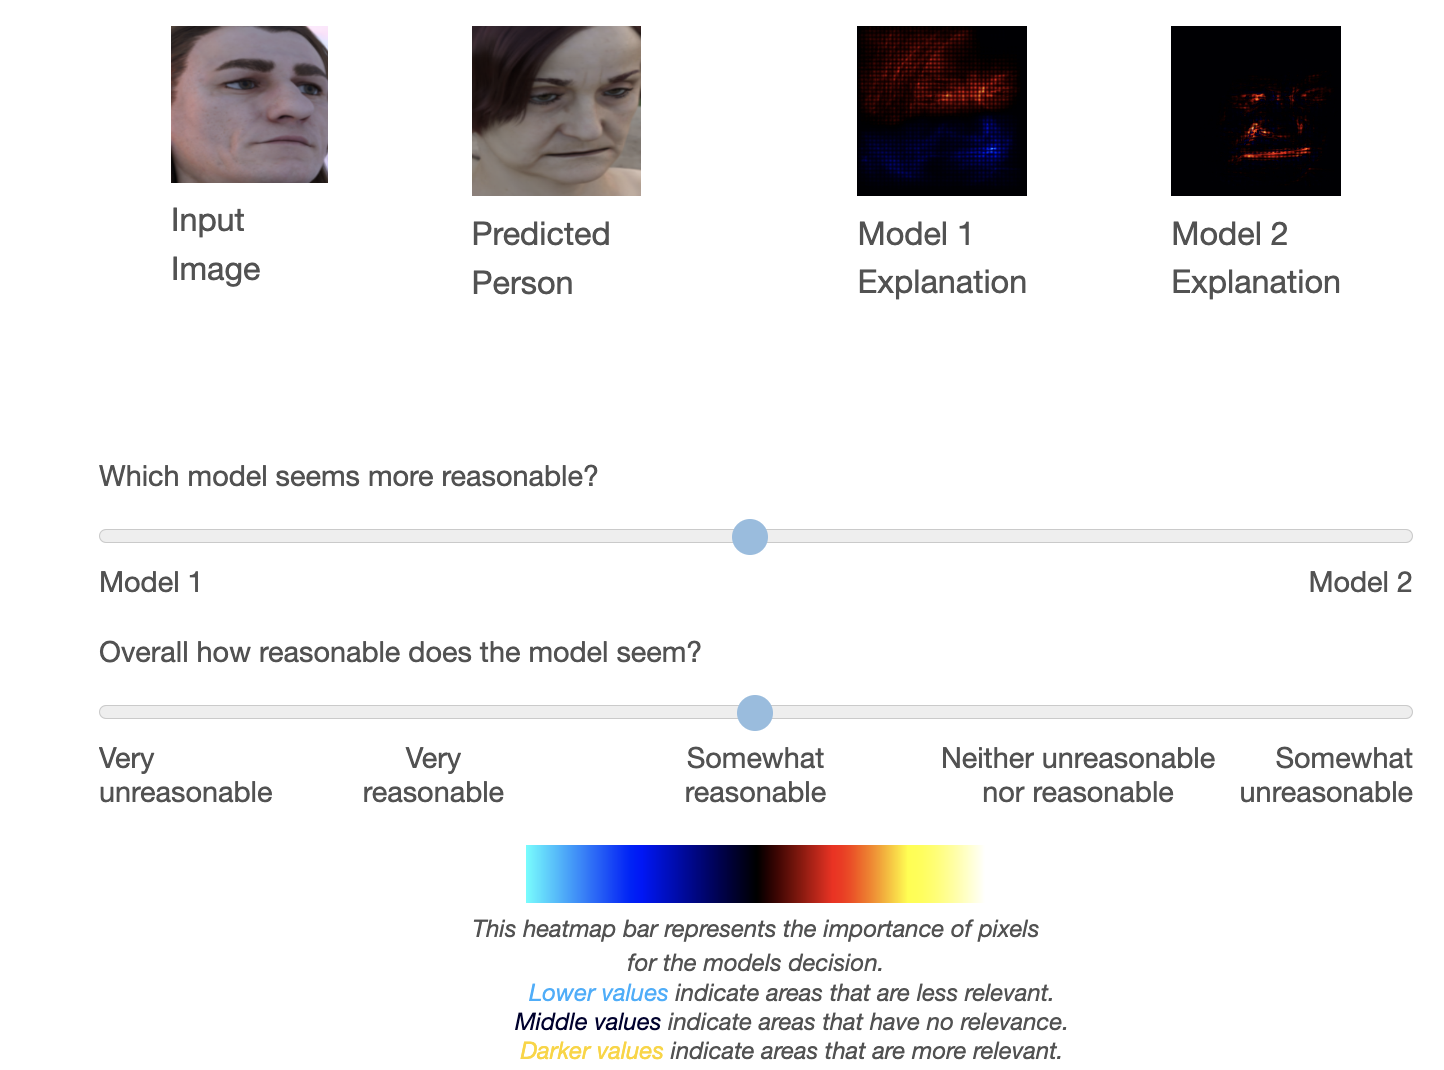 Input
Image
Predicted
Person
Model 1
Explanation
Model 2
Explanation
Which model seems more reasonable?
Model 1
Model 2
Overall how reasonable does the model seem?
Very
unreasonable
Very
reasonable
Somewhat
reasonable
Neither unreasonable
nor reasonable
Somewhat
unreasonable
This heatmap bar represents the importance of pixels
for the models decision.
Lower values indicate areas that are less relevant.
Middle values indicate areas that have no relevance.
Darker values indicate areas that are more relevant.